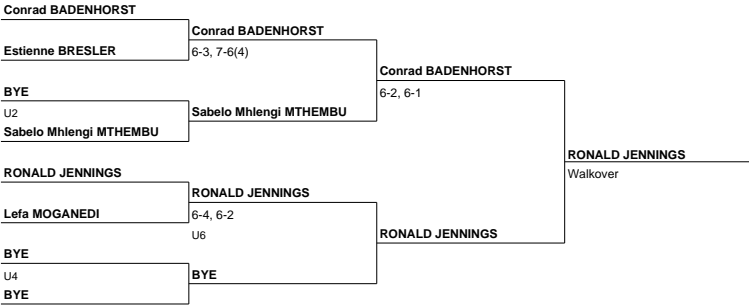 Conrad BADENHORST
Conrad BADENHORST
Estienne BRESLER
6-3, 7-6(4)
Conrad BADENHORST
BYE
6-2, 6-1
U2
Sabelo Mhlengi MTHEMBU
Sabelo Mhlengi MTHEMBU
RONALD JENNINGS
RONALD JENNINGS
Walkover
RONALD JENNINGS
Lefa MOGANEDI
6-4, 6-2
U6
RONALD JENNINGS
BYE
U4
BYE
BYE